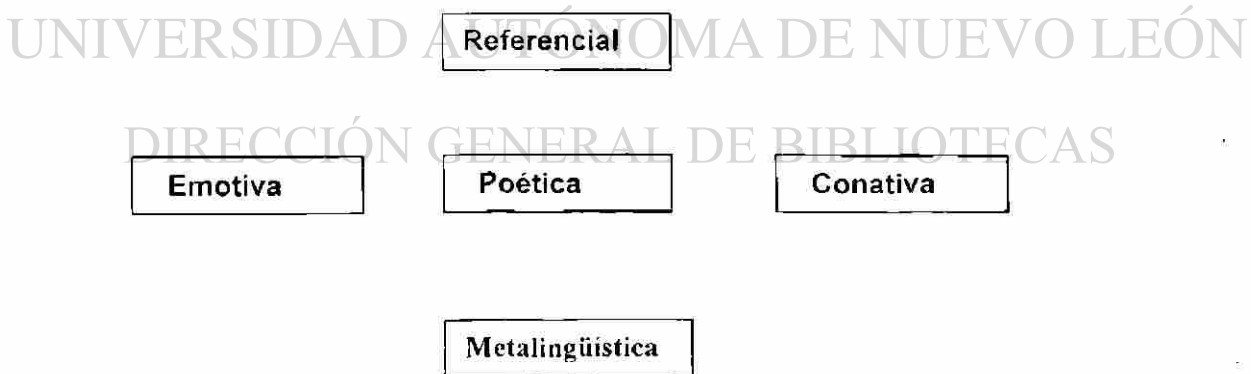 UNIVERSIDAD AUTÓNOMA DE NUEVO LEÓN
Referencial
DIRECCIÓN GENERAL DE BIBLIOTECAS
Emotiva Poética Conativa
Metalingüística